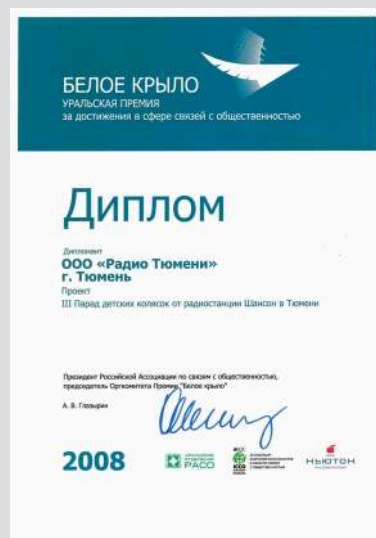 БЕЛОЕ КРЫЛО
УРАЛЬСКАЯ ПРЕМИЯ
за достижения в сфере связей с общественностью
Диплом
Дипломант
ООО «Радио Тюмени»
г. Тюмень
Проект
III Парад детских колясок от радиостанции Шансон в Тюмени
Президент Российской Ассоциации по связям с общественностью,
председатель Оргкомитета Премии "Белое крыло"
А. В. Глазырин
2008
РАСО
НЬЮТОН